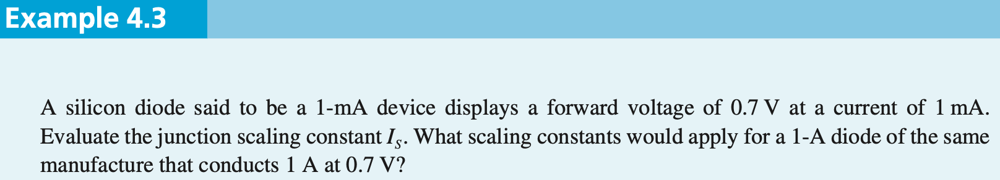 Example 4.3
A silicon diode said to be a 1-mA device displays a forward voltage of 0.7 V at a current of 1 mA.
Evaluate the junction scaling constant I_S. What scaling constants would apply for a 1-A diode of the same
manufacture that conducts 1 A at 0.7 V?